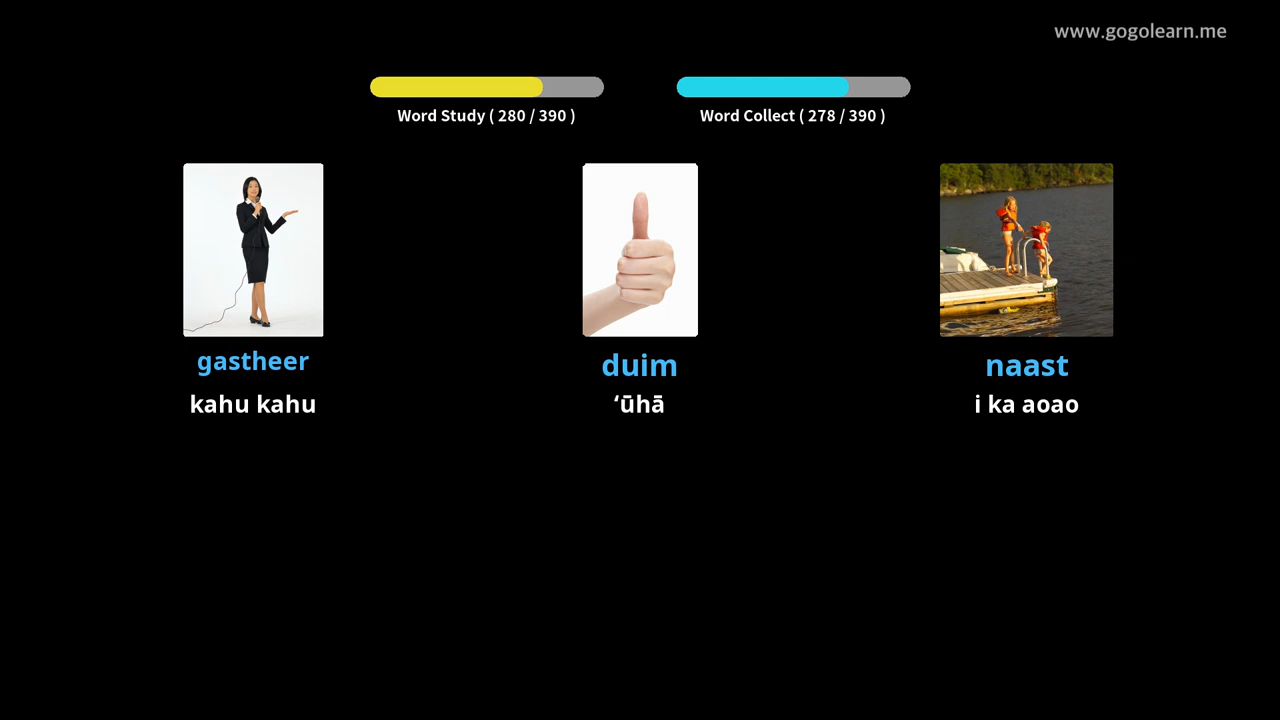 www.gogolearn.me
Word Study ( 280 / 390 )
Word Collect ( 278 / 390 )
gastheer
duim
naast
kahu kahu
ʻūhā
i ka aoao